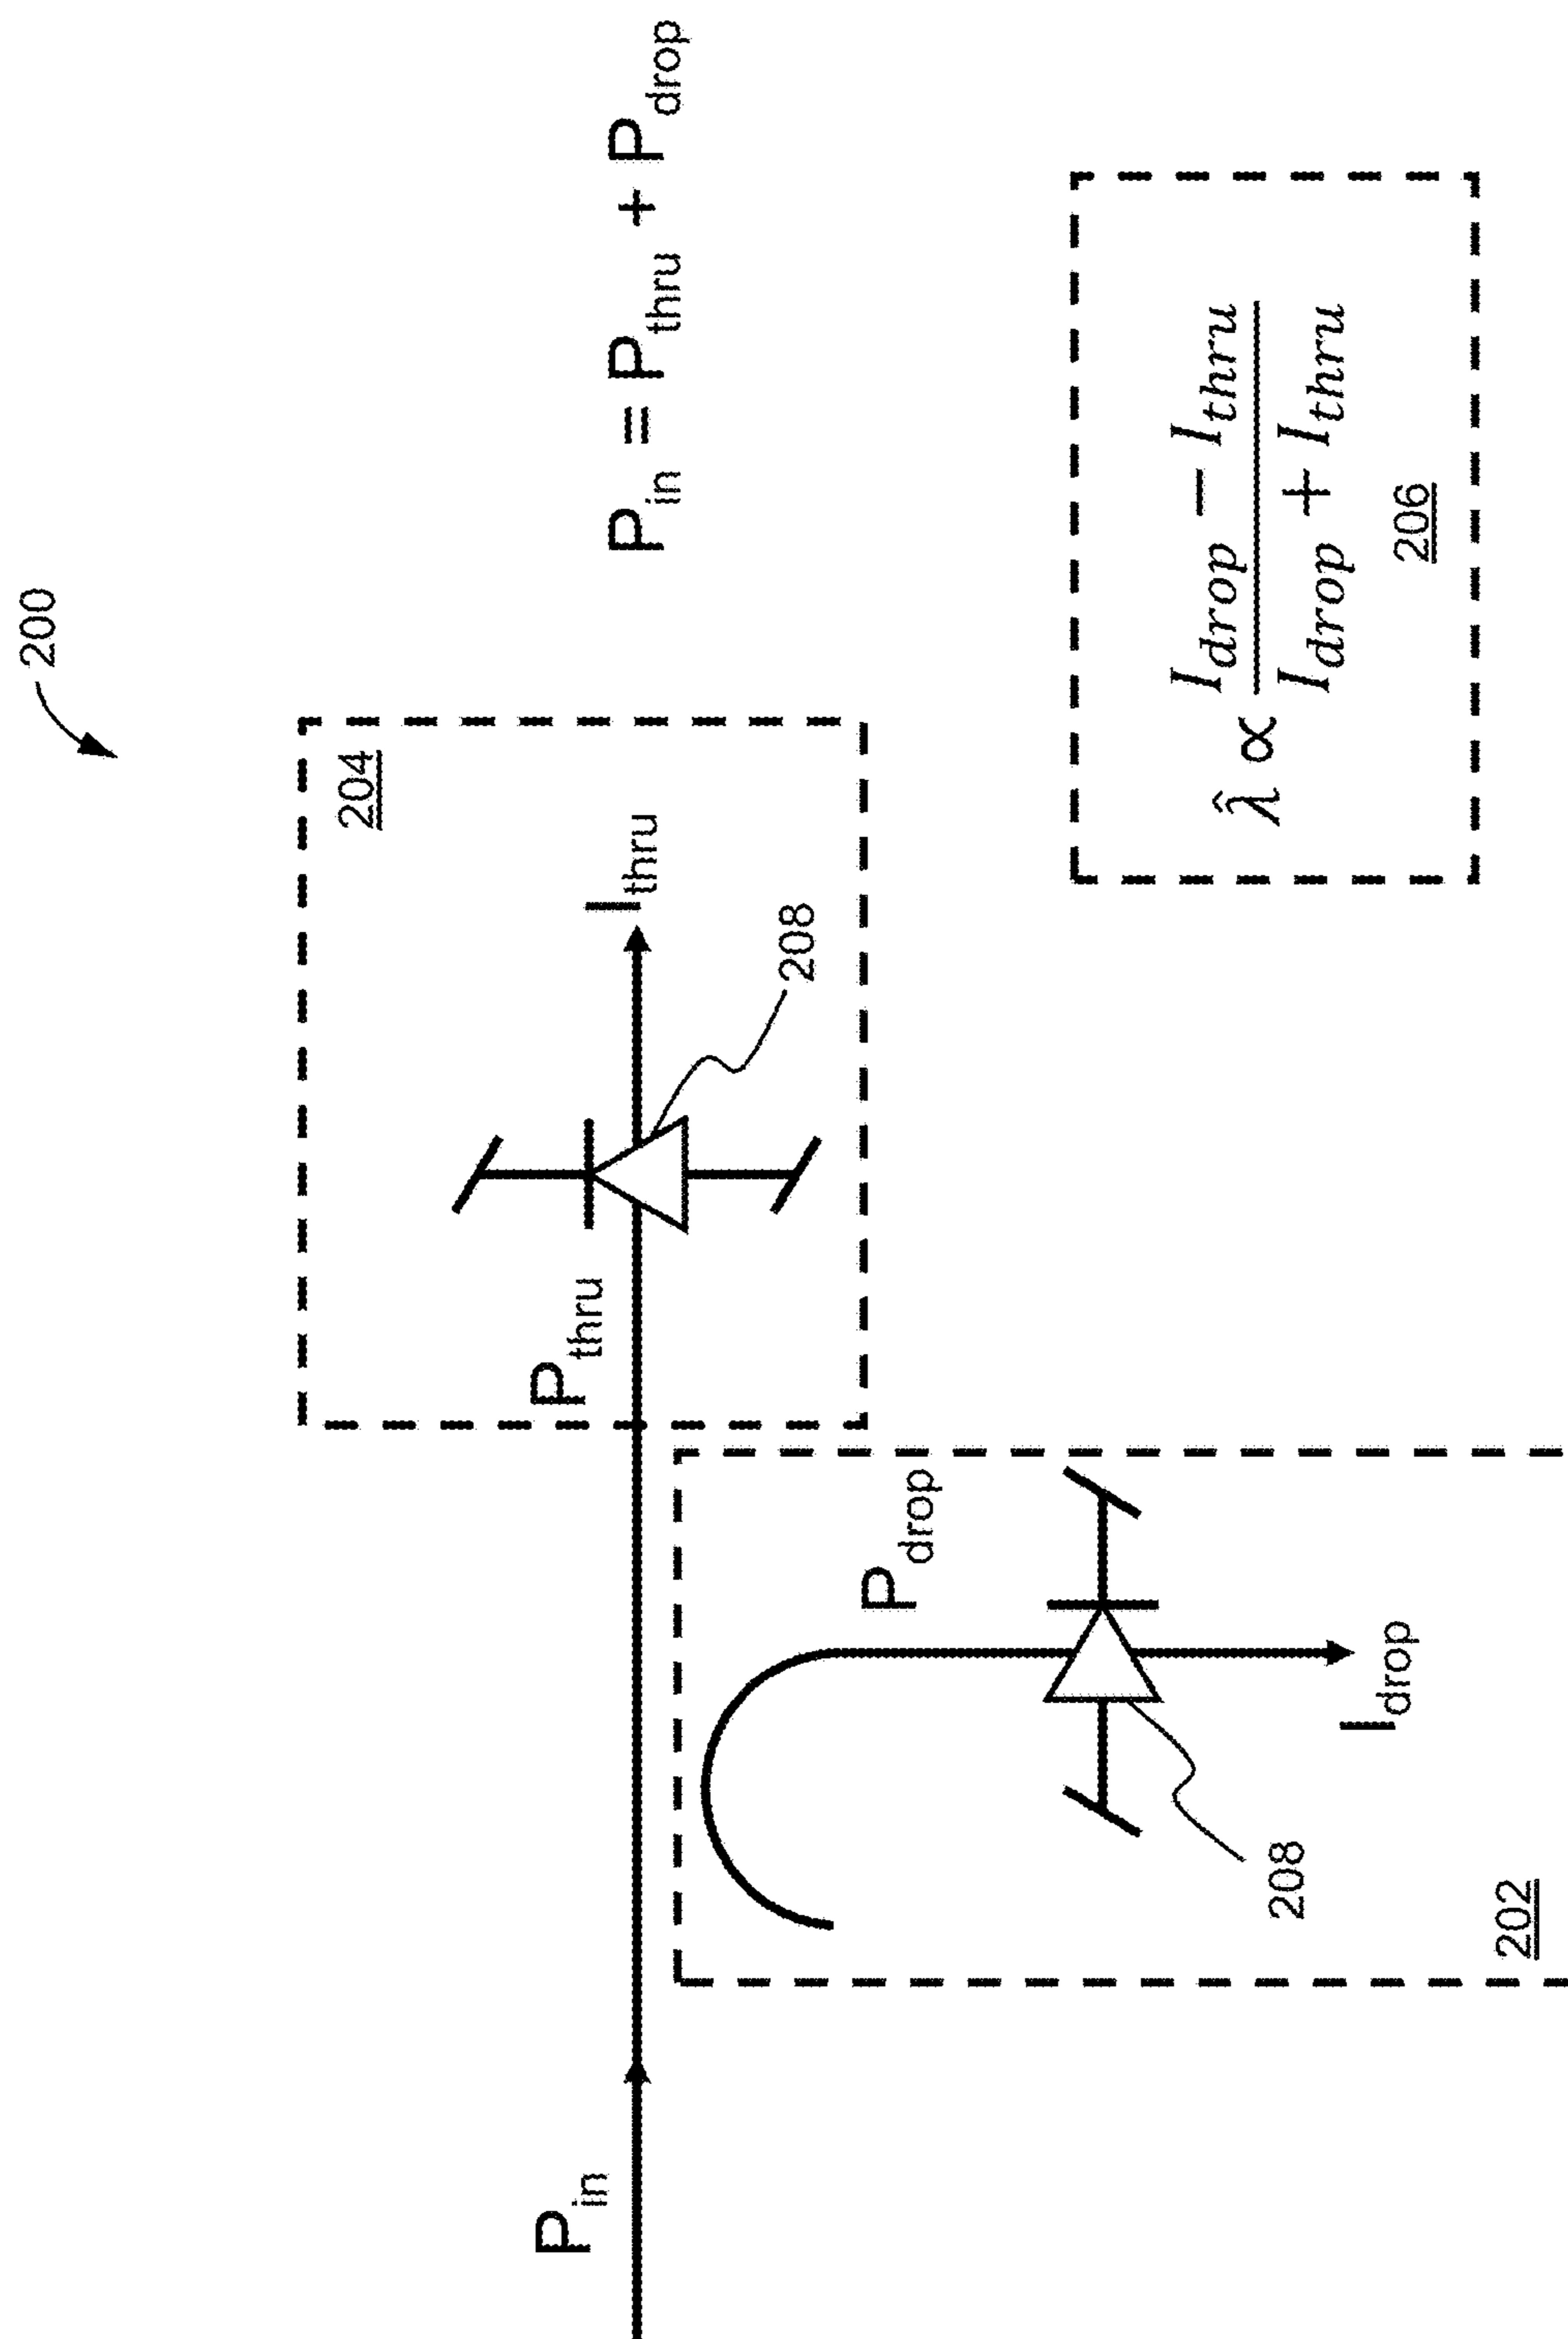 200
204
P_thru
I_thru
208
P_in = P_thru + P_drop
P_in
P_drop
208
I_drop
202
λ̂ ∝ (I_drop − I_thru) / (I_drop + I_thru)
206